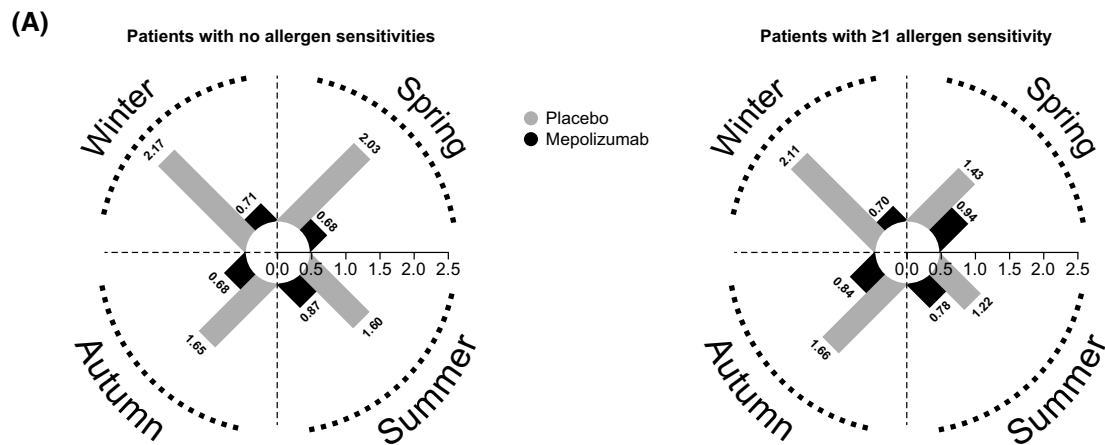 (A)
Patients with no allergen sensitivities
Winter
Spring
2.17
2.03
0.71
0.68
0.0 0.5 1.0 1.5 2.0 2.5
0.68
0.87
1.65
1.60
Autumn
Summer
Placebo
Mepolizumab
Patients with ≥1 allergen sensitivity
Winter
Spring
2.11
1.43
0.70
0.94
0.0 0.5 1.0 1.5 2.0 2.5
0.84
0.78
1.22
1.66
Autumn
Summer